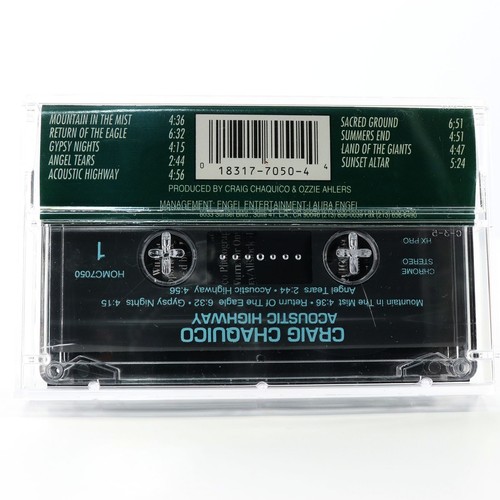 MOUNTAIN IN THE MIST 4:36
RETURN OF THE EAGLE 6:32
GYPSY NIGHTS 4:15
ANGEL TEARS 2:44
ACOUSTIC HIGHWAY 4:56
SACRED GROUND 6:51
SUMMERS END 4:51
LAND OF THE GIANTS 4:47
SUNSET ALTAR 5:24
0 18317-7050-4 4
PRODUCED BY CRAIG CHAQUICO & OZZIE AHLERS
MANAGEMENT: ENGEL ENTERTAINMENT-LAURA ENGEL
CRAIG CHAQUICO
ACOUSTIC HIGHWAY
Mountain In The Mist 4:36 • Return Of The Eagle 6:32 • Gypsy Nights 4:15
Angel Tears 2:44 • Acoustic Highway 4:56
CHROME
STEREO
HX PRO
1
HOMC7050